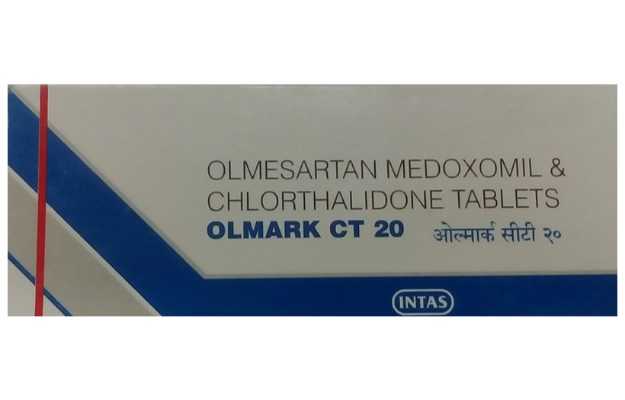 OLMESARTAN MEDOXOMIL &
CHLORTHALIDONE TABLETS
OLMARK CT 20 ओल्मार्क सीटी २०
INTAS